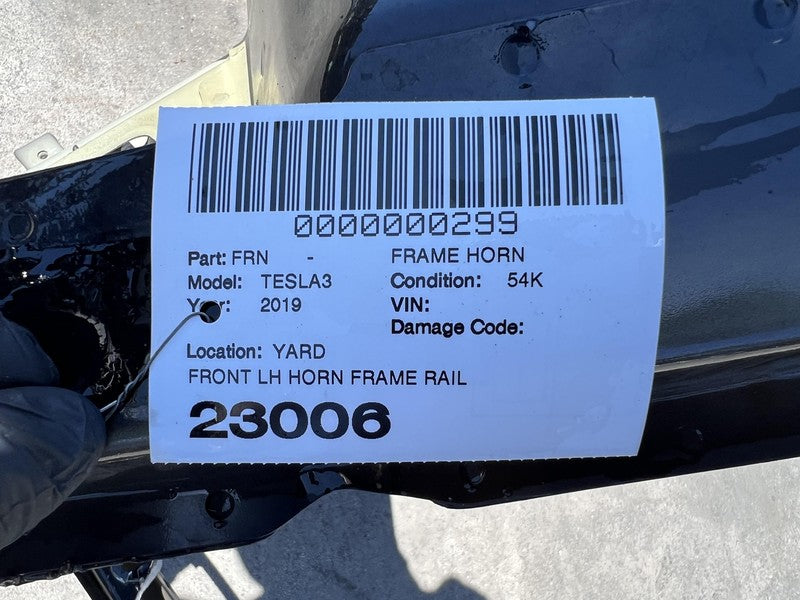 0000000299
Part: FRN - FRAME HORN
Model: TESLA3 Condition: 54K
Year: 2019 VIN:
Damage Code:
Location: YARD
FRONT LH HORN FRAME RAIL
23006